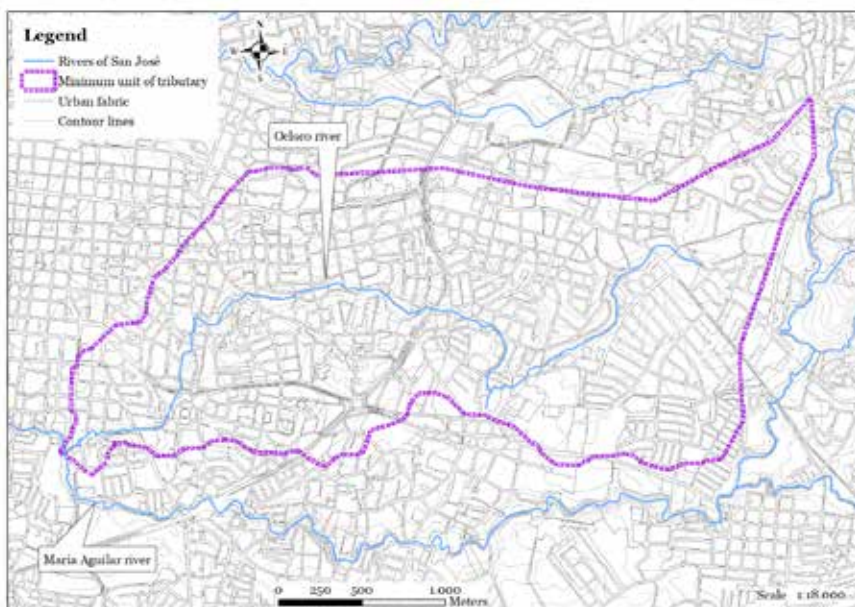 Legend
Rivers of San José
Minimum unit of tributary
Urban fabric
Contour lines
N
W
E
S
Ocloro river
María Aguilar river
0 250 500 1.000
Meters
Scale 1:18.000